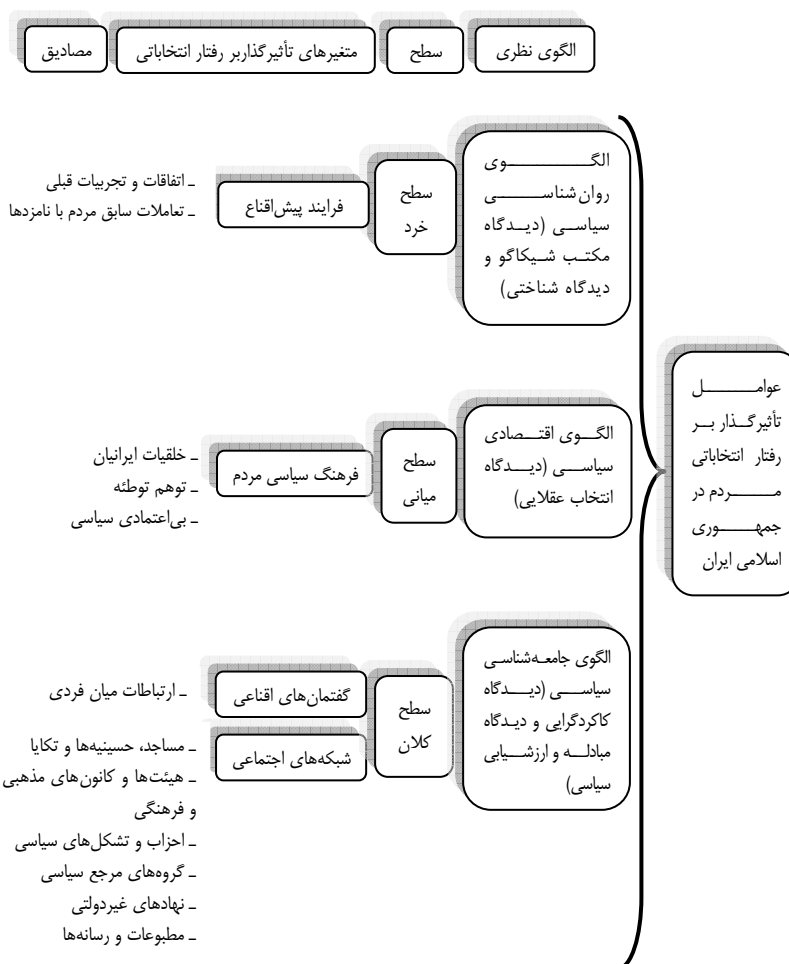 الگوی نظری
سطح
متغیرهای تأثیرگذاربر رفتار انتخاباتی
مصادیق
عوامل
تأثیرگذار بر
رفتار انتخاباتی
مردم در
جمهوری
اسلامی ایران
الگوی
روان‌شناسی
سیاسی (دیدگاه
مکتب شیکاگو و
دیدگاه شناختی)
سطح
خرد
فرایند پیش‌اقناع
ـ اتفاقات و تجربیات قبلی
ـ تعاملات سابق مردم با نامزدها
الگوی اقتصادی
سیاسی (دیدگاه
انتخاب عقلایی)
سطح
میانی
فرهنگ سیاسی مردم
ـ خلقیات ایرانیان
ـ توهم توطئه
ـ بی‌اعتمادی سیاسی
الگوی جامعه‌شناسی
سیاسی (دیدگاه
کاکردگرایی و دیدگاه
مبادله و ارزشیابی
سیاسی)
سطح
کلان
گفتمان‌های اقناعی
ـ ارتباطات میان فردی
شبکه‌های اجتماعی
ـ مساجد، حسینیه‌ها و تکایا
ـ هیئت‌ها و کانون‌های مذهبی
و فرهنگی
ـ احزاب و تشکل‌های سیاسی
ـ گروه‌های مرجع سیاسی
ـ نهادهای غیردولتی
ـ مطبوعات و رسانه‌ها